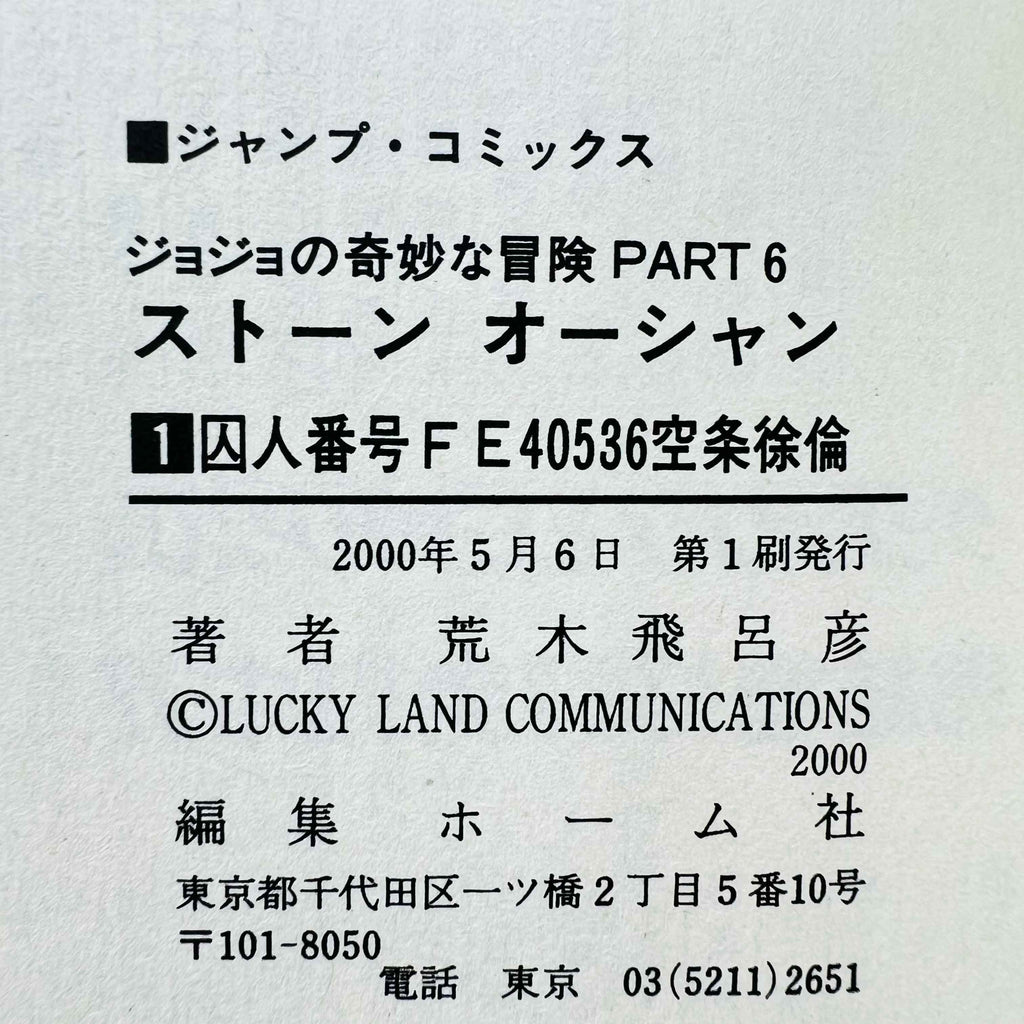 ■ジャンプ・コミックス
ジョジョの奇妙な冒険 PART 6
ストーン オーシャン
1囚人番号ＦＥ40536空条徐倫
2000年5月6日　第1刷発行
著者　荒木飛呂彦
©LUCKY LAND COMMUNICATIONS
2000
編集　ホーム社
東京都千代田区一ツ橋2丁目5番10号
〒101-8050
電話　東京　03(5211)2651